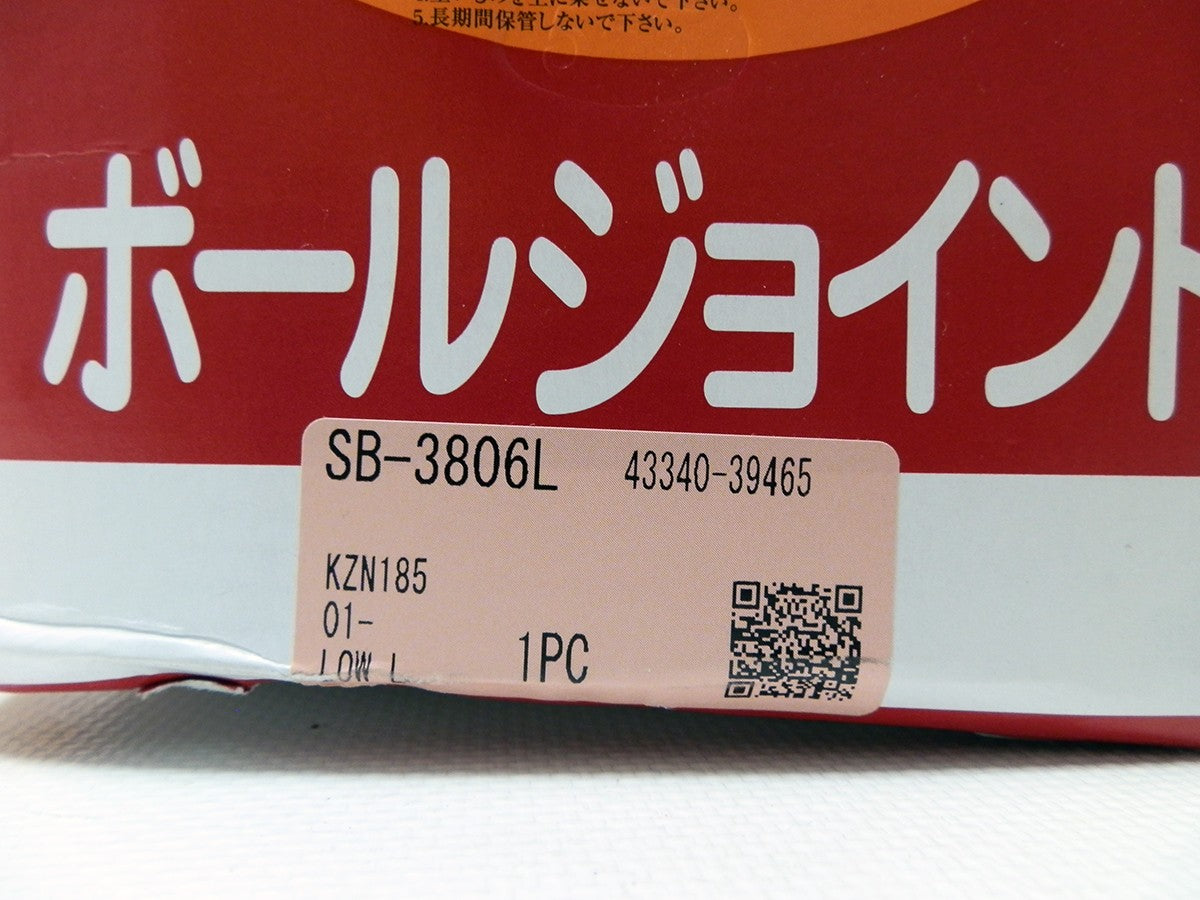 5.長期間保管しないで下さい。
ボールジョイント
SB-3806L 43340-39465
KZN185
01-
LOW L
1PC